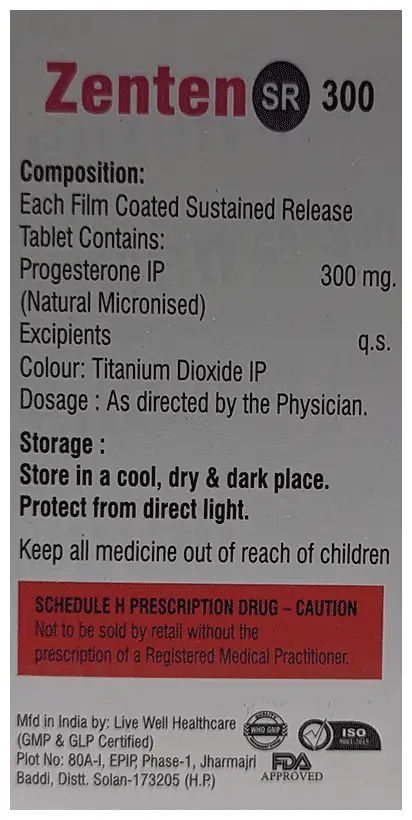 Zenten SR 300
Composition:
Each Film Coated Sustained Release
Tablet Contains:
Progesterone IP 300 mg.
(Natural Micronised)
Excipients q.s.
Colour: Titanium Dioxide IP
Dosage : As directed by the Physician.
Storage :
Store in a cool, dry & dark place.
Protect from direct light.
Keep all medicine out of reach of children
SCHEDULE H PRESCRIPTION DRUG – CAUTION
Not to be sold by retail without the
prescription of a Registered Medical Practitioner.
Mfd in India by: Live Well Healthcare
(GMP & GLP Certified)
Plot No: 80A-I, EPIP, Phase-1, Jharmajri
Baddi, Distt. Solan-173205 (H.P.)
WHO GMP
ISO
9001:2015
FDA
APPROVED